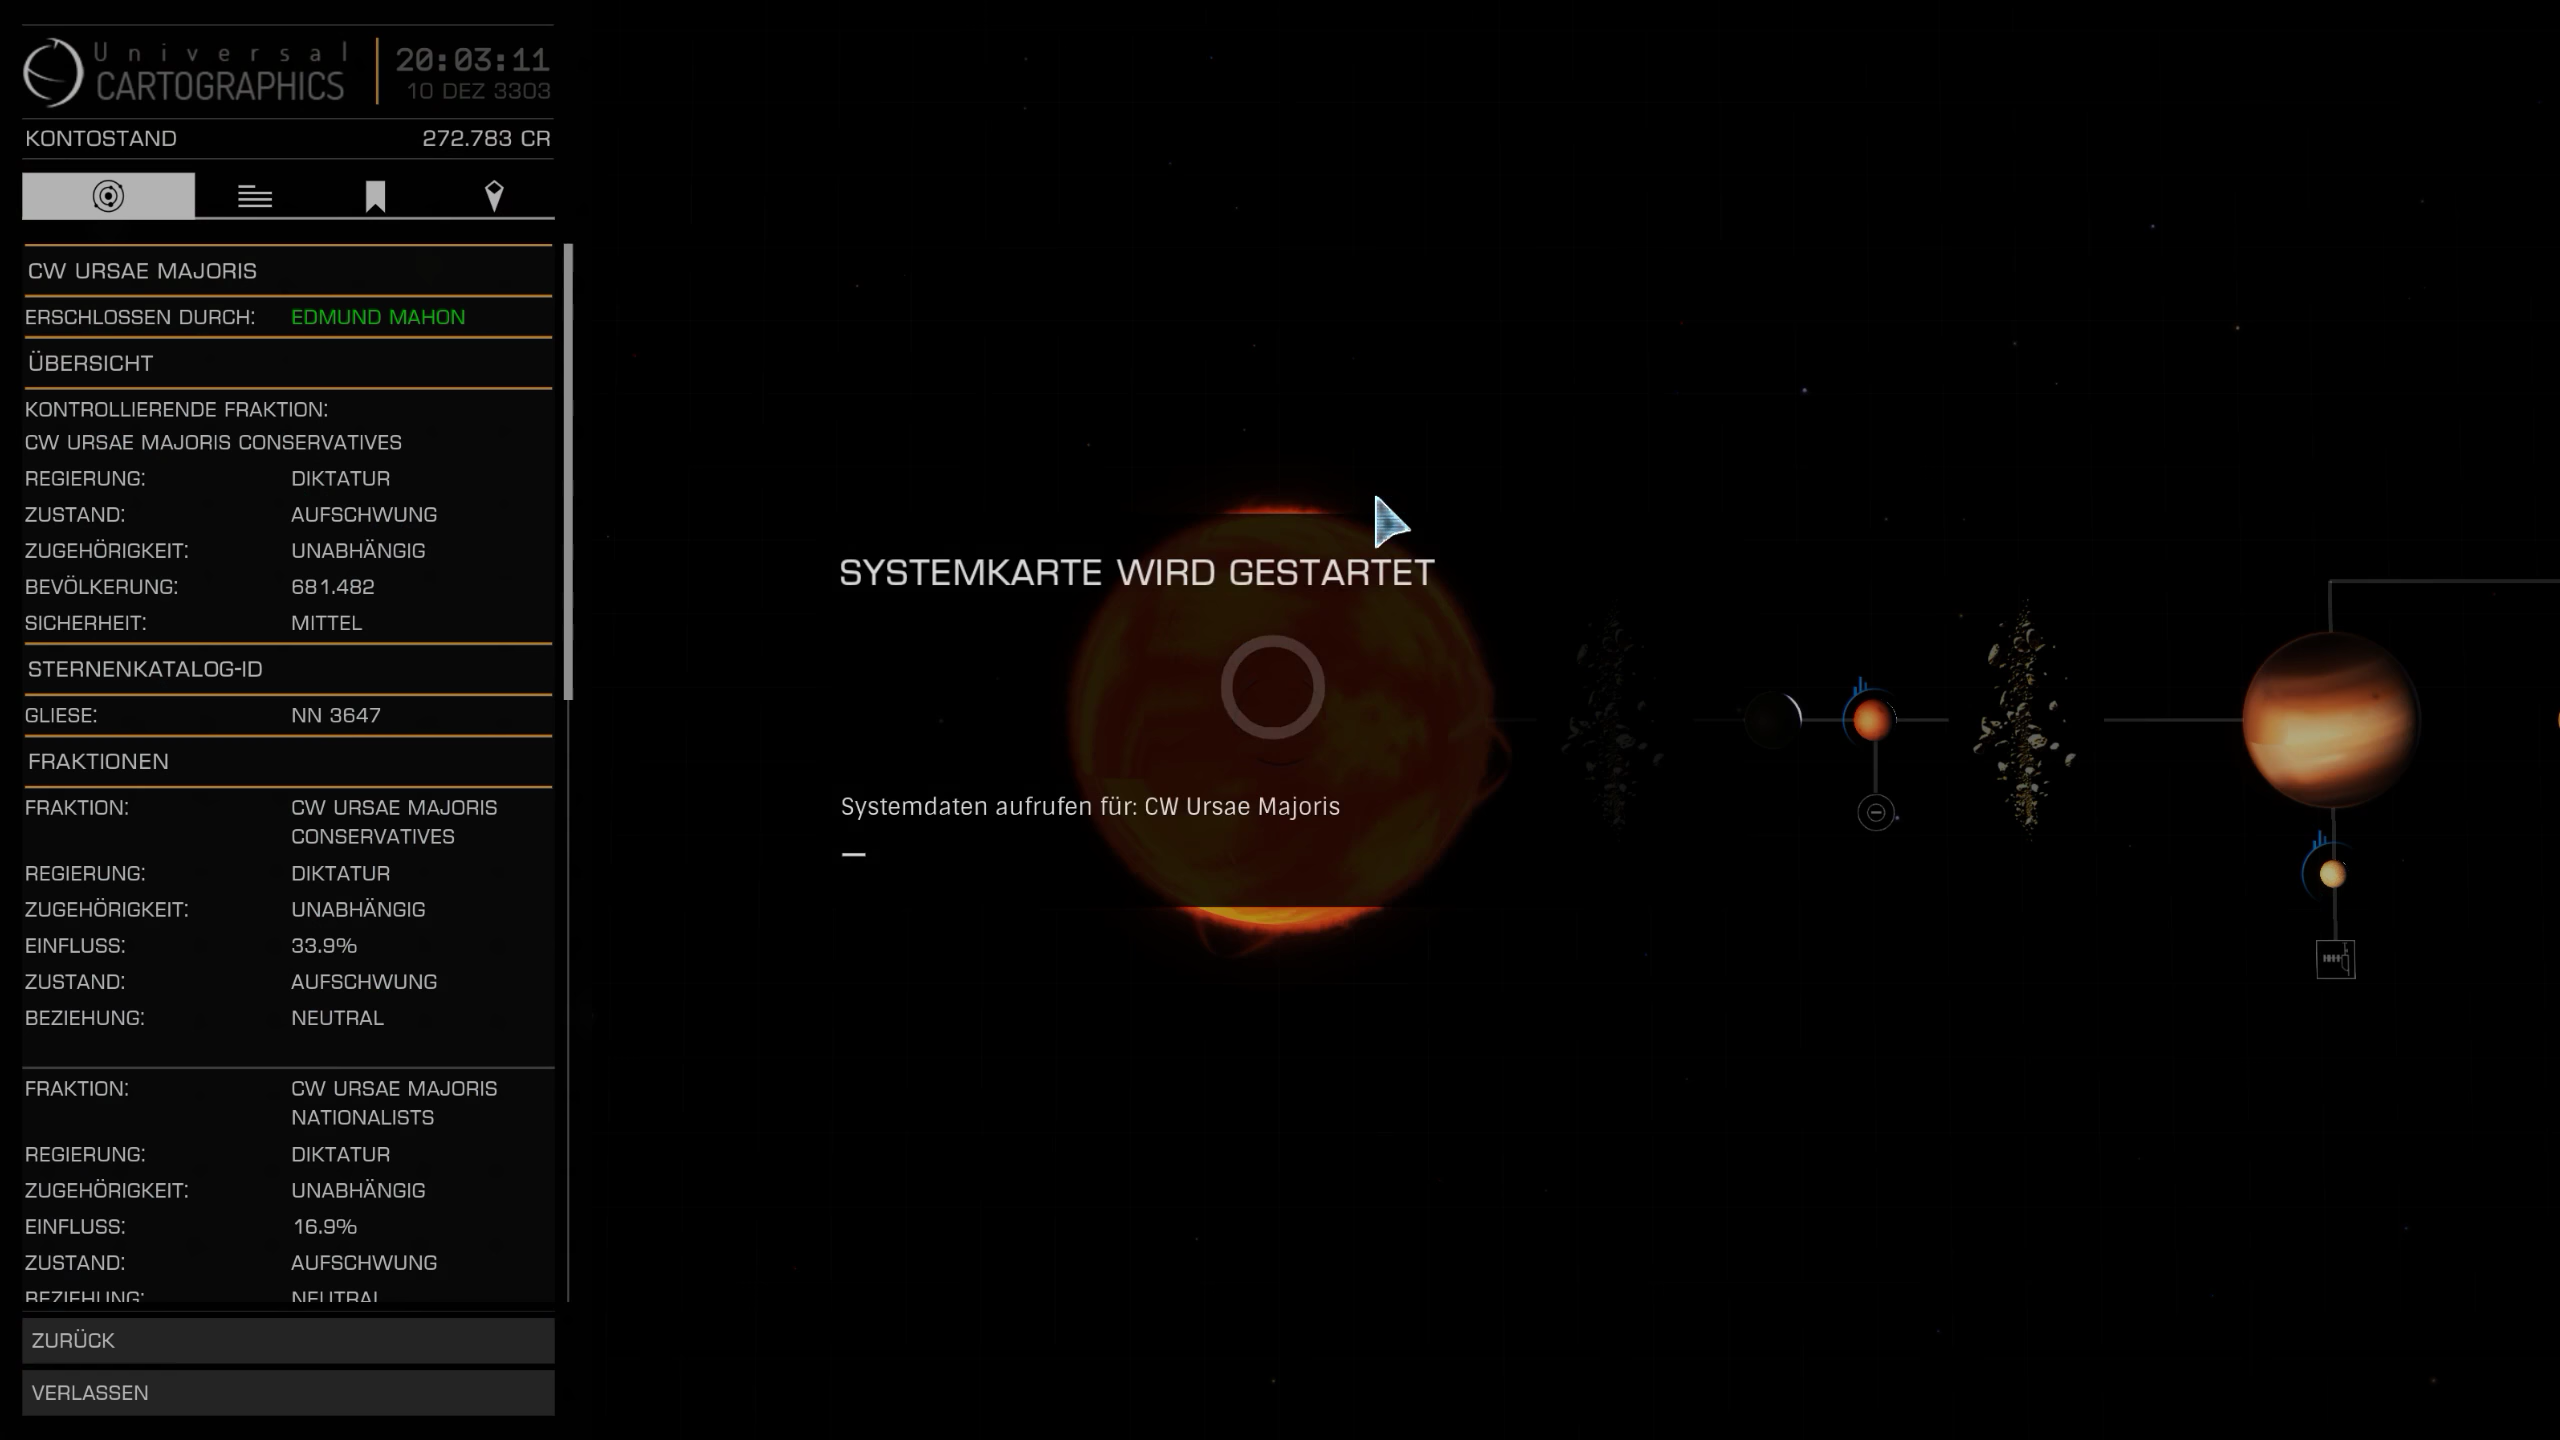 Universal
CARTOGRAPHICS
20:03:11
10 DEZ 3303
KONTOSTAND 272.783 CR
CW URSAE MAJORIS
ERSCHLOSSEN DURCH: EDMUND MAHON
ÜBERSICHT
KONTROLLIERENDE FRAKTION:
CW URSAE MAJORIS CONSERVATIVES
REGIERUNG: DIKTATUR
ZUSTAND: AUFSCHWUNG
ZUGEHÖRIGKEIT: UNABHÄNGIG
BEVÖLKERUNG: 681.482
SICHERHEIT: MITTEL
STERNENKATALOG-ID
GLIESE: NN 3647
FRAKTIONEN
FRAKTION: CW URSAE MAJORIS
CONSERVATIVES
REGIERUNG: DIKTATUR
ZUGEHÖRIGKEIT: UNABHÄNGIG
EINFLUSS: 33.9%
ZUSTAND: AUFSCHWUNG
BEZIEHUNG: NEUTRAL
FRAKTION: CW URSAE MAJORIS
NATIONALISTS
REGIERUNG: DIKTATUR
ZUGEHÖRIGKEIT: UNABHÄNGIG
EINFLUSS: 16.9%
ZUSTAND: AUFSCHWUNG
BEZIEHUNG: NEUTRAL
ZURÜCK
VERLASSEN
SYSTEMKARTE WIRD GESTARTET
Systemdaten aufrufen für: CW Ursae Majoris